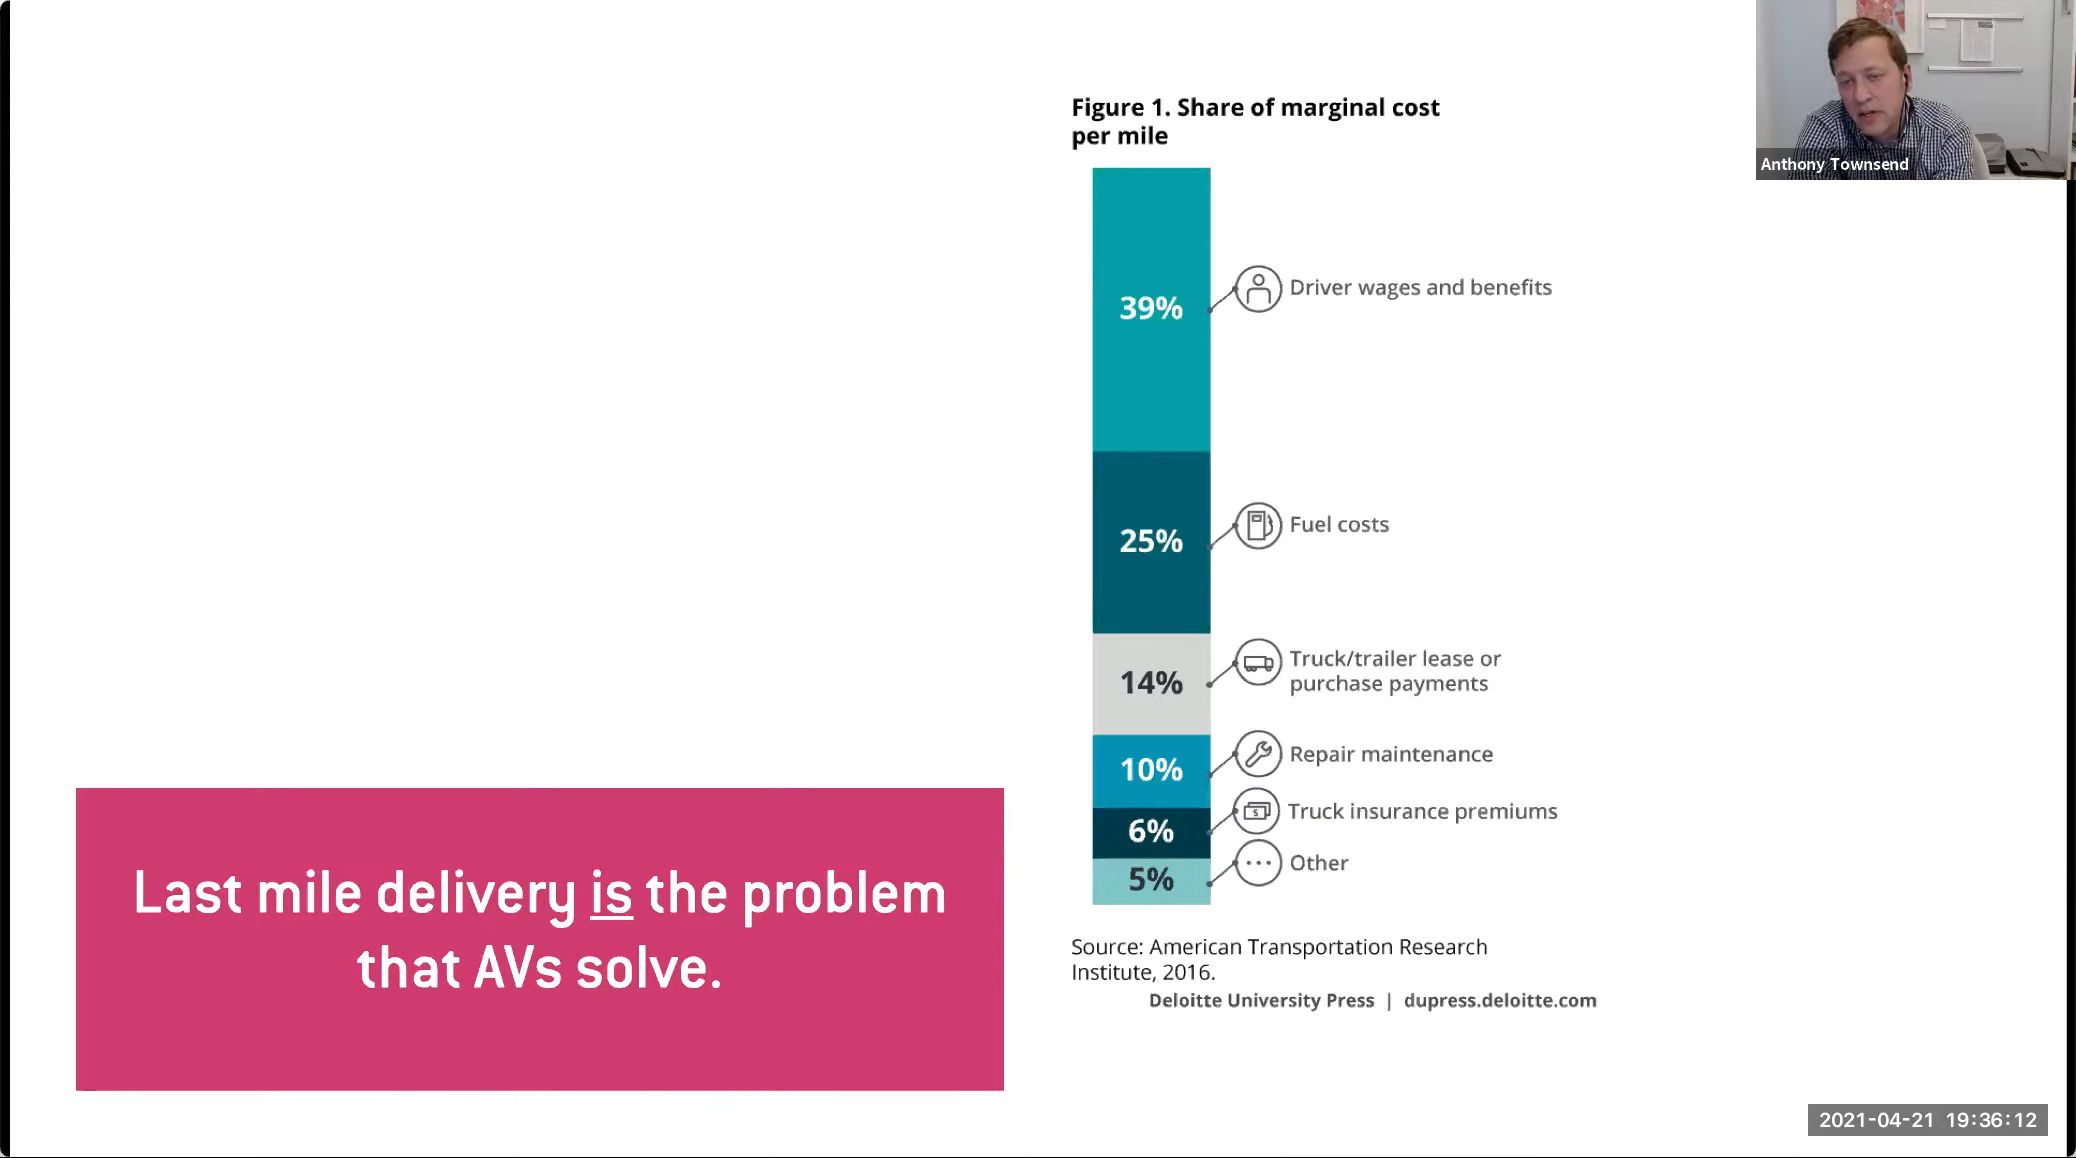 Figure 1. Share of marginal cost
per mile
39%
Driver wages and benefits
25%
Fuel costs
14%
Truck/trailer lease or
purchase payments
10%
Repair maintenance
6%
Truck insurance premiums
5%
Other
Source: American Transportation Research
Institute, 2016.
Deloitte University Press | dupress.deloitte.com
Last mile delivery is the problem
that AVs solve.
Anthony Townsend
2021-04-21 19:36:12